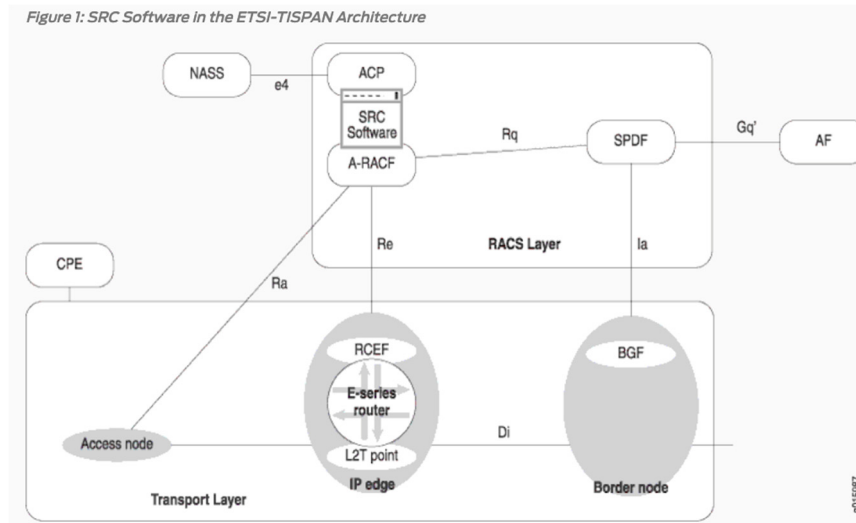 Figure 1: SRC Software in the ETSI-TISPAN Architecture
NASS
e4
ACP
SRC
Software
A-RACF
Rq
SPDF
Gq'
AF
Re
RACS Layer
Ia
CPE
Ra
RCEF
BGF
E-series
router
Access node
Di
L2T point
IP edge
Border node
Transport Layer
g015087